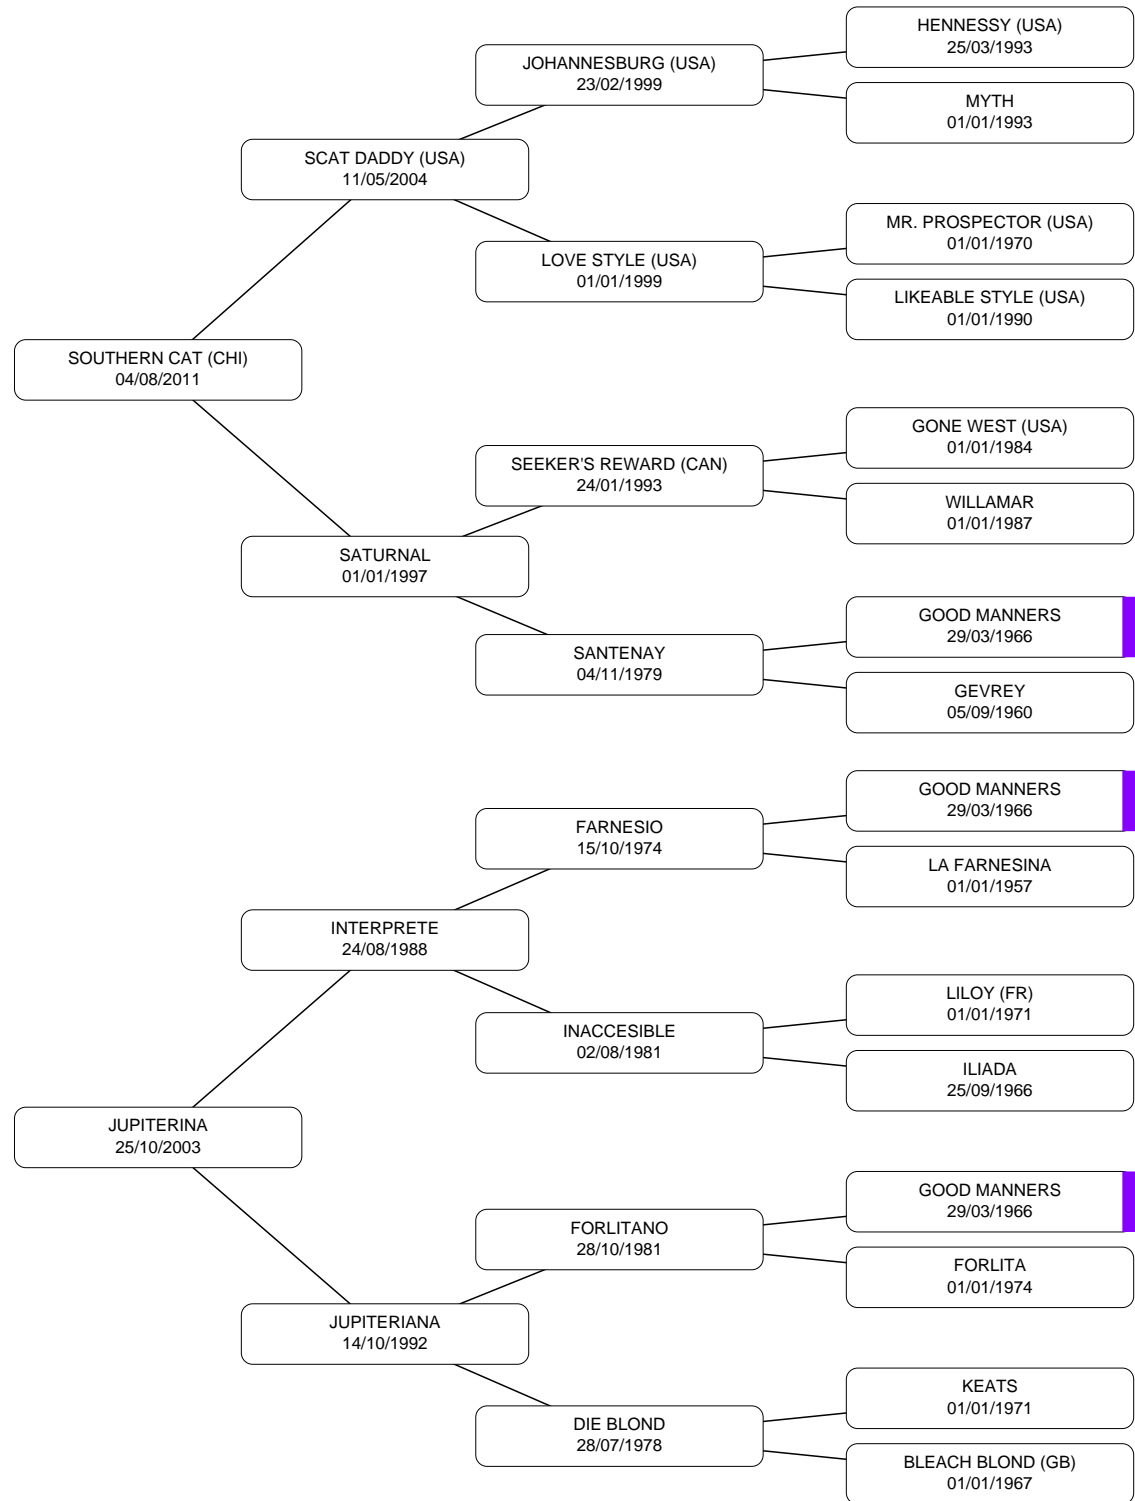 HENNESSY (USA)
25/03/1993
JOHANNESBURG (USA)
23/02/1999
MYTH
01/01/1993
SCAT DADDY (USA)
11/05/2004
MR. PROSPECTOR (USA)
01/01/1970
LOVE STYLE (USA)
01/01/1999
LIKEABLE STYLE (USA)
01/01/1990
SOUTHERN CAT (CHI)
04/08/2011
GONE WEST (USA)
01/01/1984
SEEKER'S REWARD (CAN)
24/01/1993
WILLAMAR
01/01/1987
SATURNAL
01/01/1997
GOOD MANNERS
29/03/1966
SANTENAY
04/11/1979
GEVREY
05/09/1960
GOOD MANNERS
29/03/1966
FARNESIO
15/10/1974
LA FARNESINA
01/01/1957
INTERPRETE
24/08/1988
LILOY (FR)
01/01/1971
INACCESIBLE
02/08/1981
ILIADA
25/09/1966
JUPITERINA
25/10/2003
GOOD MANNERS
29/03/1966
FORLITANO
28/10/1981
FORLITA
01/01/1974
JUPITERIANA
14/10/1992
KEATS
01/01/1971
DIE BLOND
28/07/1978
BLEACH BLOND (GB)
01/01/1967